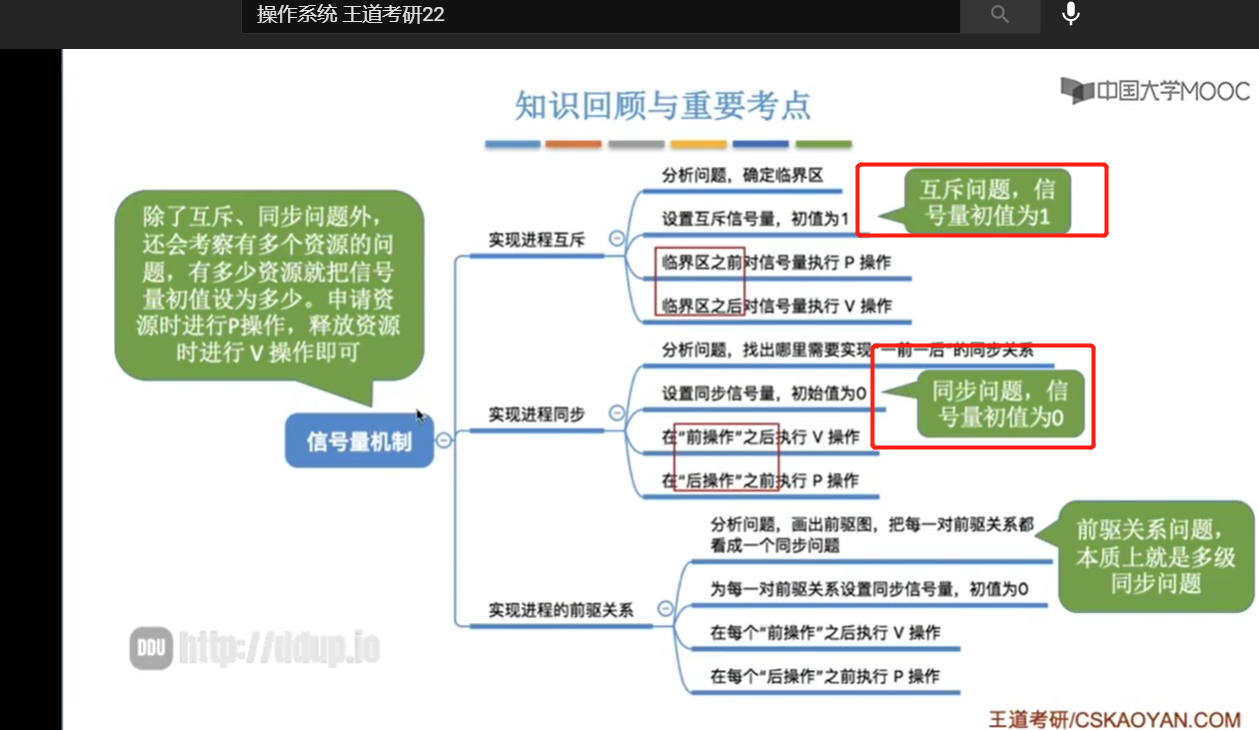 操作系统 王道考研22
中国大学MOOC
知识回顾与重要考点
除了互斥、同步问题外，
还会考察有多个资源的问
题，有多少资源就把信号
量初值设为多少。申请资
源时进行P操作，释放资源
时进行 V 操作即可
信号量机制
实现进程互斥
分析问题，确定临界区
设置互斥信号量，初值为1
互斥问题，信
号量初值为1
临界区之前对信号量执行 P 操作
临界区之后对信号量执行 V 操作
实现进程同步
分析问题，找出哪里需要实现“一前一后”的同步关系
设置同步信号量，初始值为0
同步问题，信
号量初值为0
在“前操作”之后执行 V 操作
在“后操作”之前执行 P 操作
实现进程的前驱关系
分析问题，画出前驱图，把每一对前驱关系都
看成一个同步问题
前驱关系问题，
本质上就是多级
同步问题
为每一对前驱关系设置同步信号量，初值为0
在每个“前操作”之后执行 V 操作
在每个“后操作”之前执行 P 操作
DDU http://ddup.io
王道考研/CSKAOYAN.COM